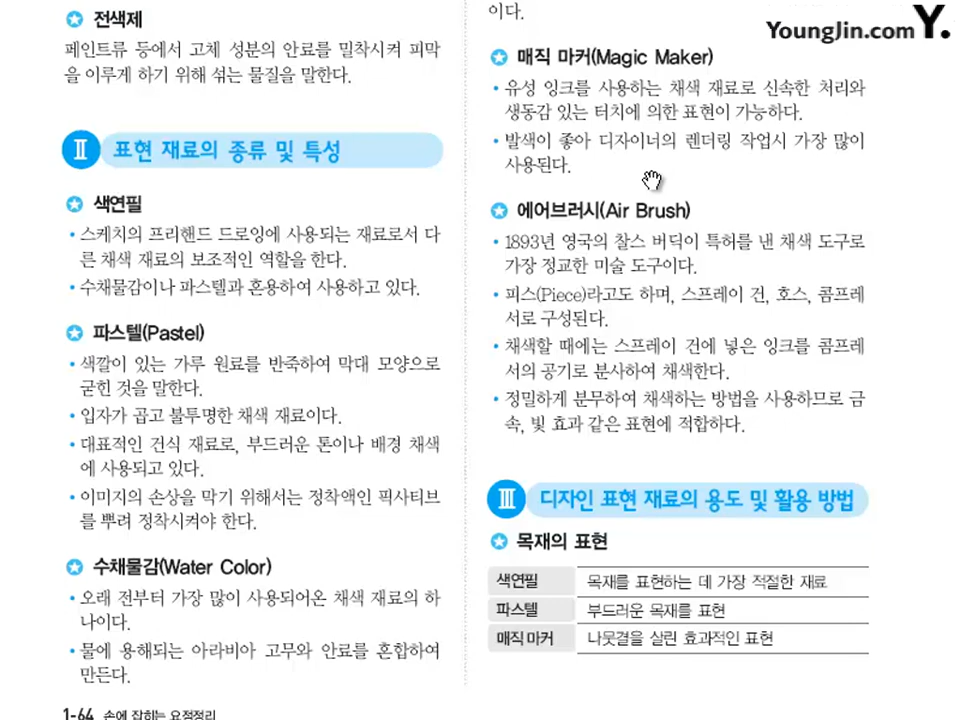 전색제
페인트류 등에서 고체 성분의 안료를 밀착시켜 피막
을 이루게 하기 위해 섞는 물질을 말한다.
Ⅱ 표현 재료의 종류 및 특성
색연필
• 스케치의 프리핸드 드로잉에 사용되는 재료로서 다
른 채색 재료의 보조적인 역할을 한다.
• 수채물감이나 파스텔과 혼용하여 사용하고 있다.
파스텔(Pastel)
• 색깔이 있는 가루 원료를 반죽하여 막대 모양으로
굳힌 것을 말한다.
• 입자가 곱고 불투명한 채색 재료이다.
• 대표적인 건식 재료로, 부드러운 톤이나 배경 채색
에 사용되고 있다.
• 이미지의 손상을 막기 위해서는 정착액인 픽사티브
를 뿌려 정착시켜야 한다.
수채물감(Water Color)
• 오래 전부터 가장 많이 사용되어온 채색 재료의 하
나이다.
• 물에 용해되는 아라비아 고무와 안료를 혼합하여
만든다.
1-64 손에 잡히는 요점정리
이다.
YoungJin.com Y.
매직 마커(Magic Maker)
• 유성 잉크를 사용하는 채색 재료로 신속한 처리와
생동감 있는 터치에 의한 표현이 가능하다.
• 발색이 좋아 디자이너의 렌더링 작업시 가장 많이
사용된다.
에어브러시(Air Brush)
• 1893년 영국의 찰스 버딕이 특허를 낸 채색 도구로
가장 정교한 미술 도구이다.
• 피스(Piece)라고도 하며, 스프레이 건, 호스, 콤프레
서로 구성된다.
• 채색할 때에는 스프레이 건에 넣은 잉크를 콤프레
서의 공기로 분사하여 채색한다.
• 정밀하게 분무하여 채색하는 방법을 사용하므로 금
속, 빛 효과 같은 표현에 적합하다.
Ⅲ 디자인 표현 재료의 용도 및 활용 방법
목재의 표현
색연필 목재를 표현하는 데 가장 적절한 재료
파스텔 부드러운 목재를 표현
매직 마커 나뭇결을 살린 효과적인 표현